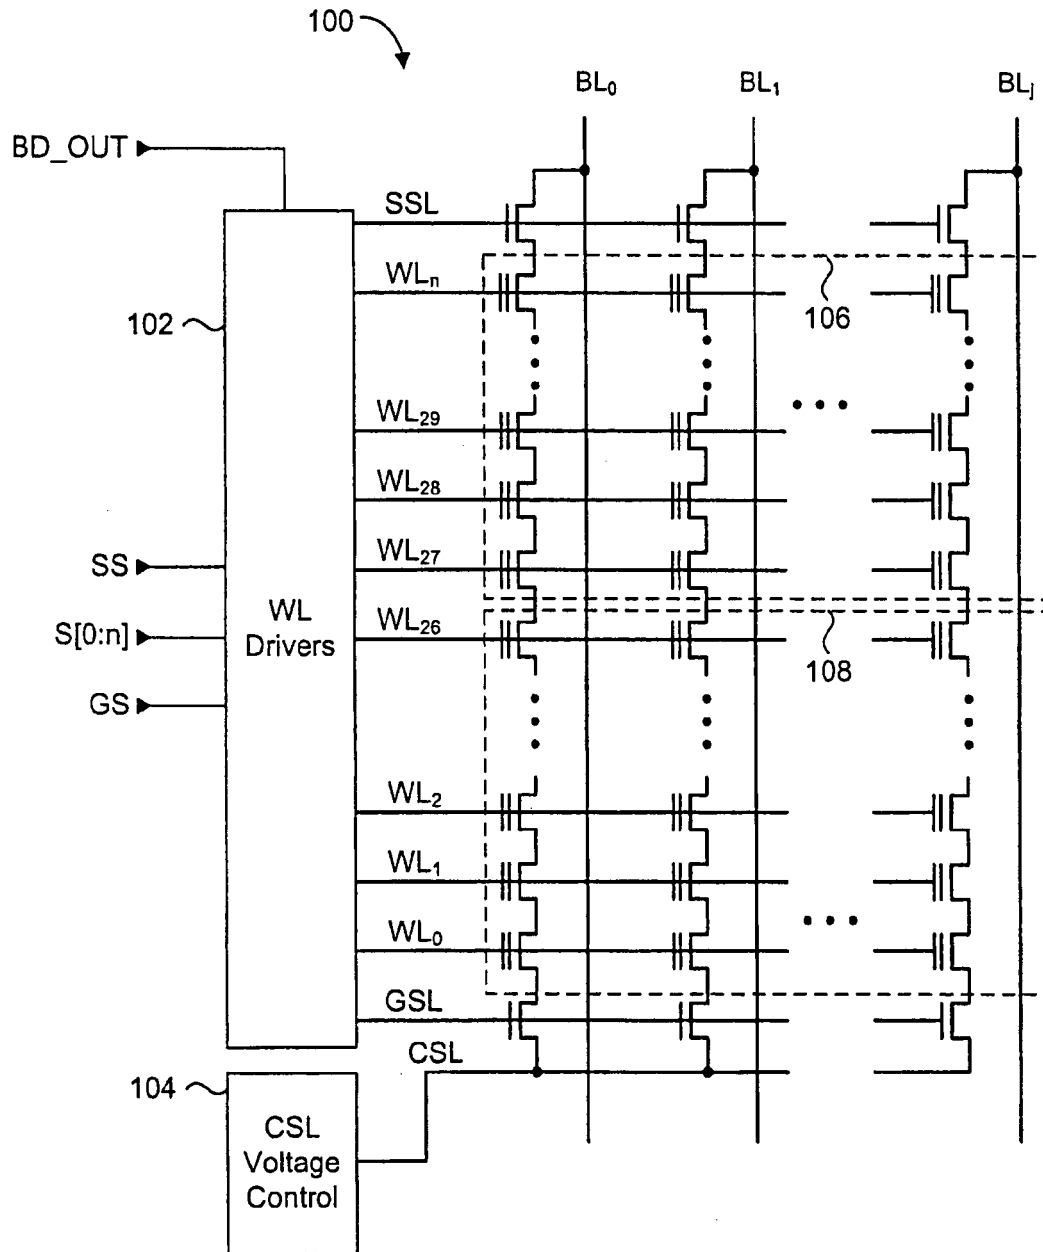 100
BL₀ BL₁ BLⱼ
BD_OUT
SSL
WLₙ
102
106
WL₂₉
WL₂₈
SS
WL₂₇
WL
Drivers
S[0:n]
WL₂₆
108
GS
WL₂
WL₁
WL₀
GSL
CSL
104
CSL
Voltage
Control